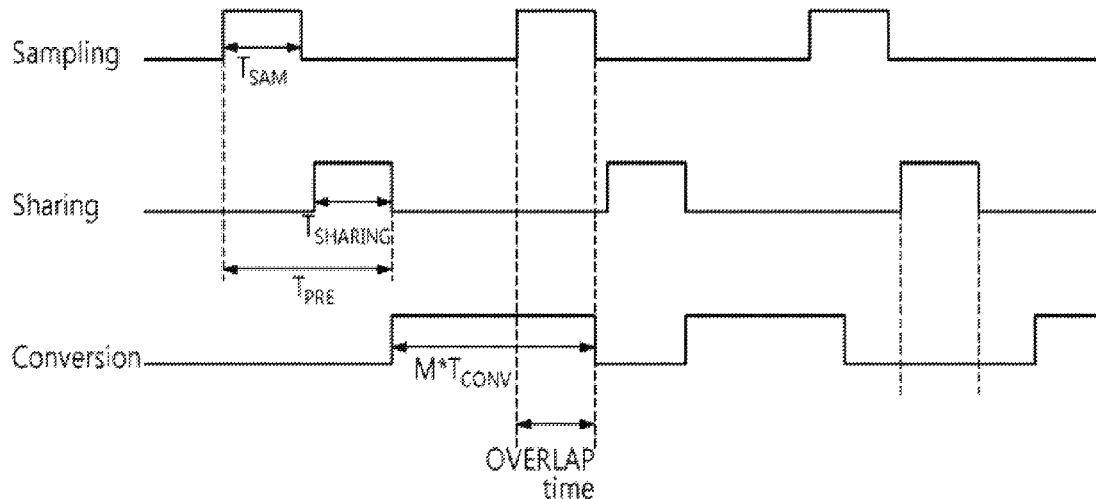 Sampling
T_SAM
Sharing
T_SHARING
T_PRE
Conversion
M*T_CONV
OVERLAP
time